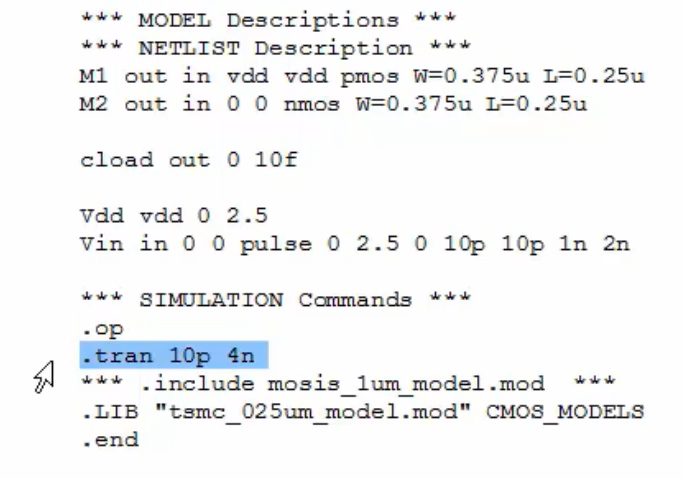 *** MODEL Descriptions ***
*** NETLIST Description ***
M1 out in vdd vdd pmos W=0.375u L=0.25u
M2 out in 0 0 nmos W=0.375u L=0.25u
cload out 0 10f
Vdd vdd 0 2.5
Vin in 0 0 pulse 0 2.5 0 10p 10p 1n 2n
*** SIMULATION Commands ***
.op
.tran 10p 4n
*** .include mosis_1um_model.mod  ***
.LIB "tsmc_025um_model.mod" CMOS_MODELS
.end